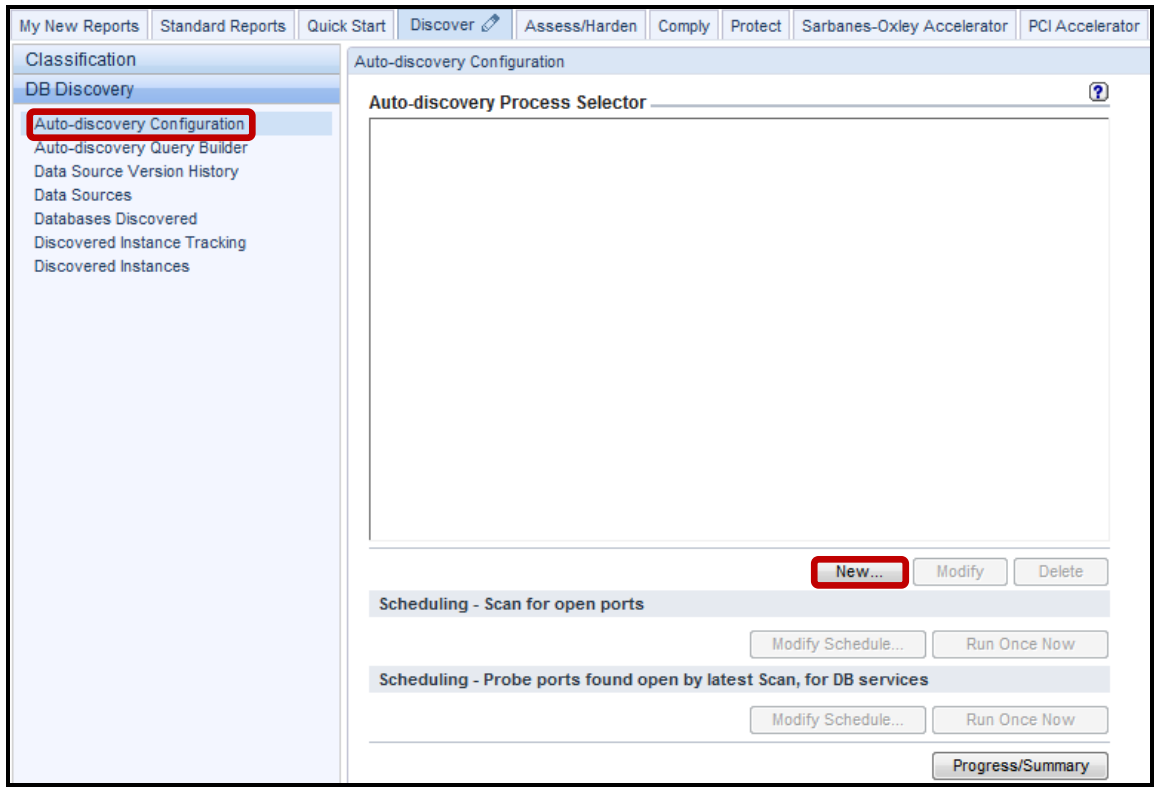 My New Reports Standard Reports Quick Start Discover Assess/Harden Comply Protect Sarbanes-Oxley Accelerator PCI Accelerator
Classification
DB Discovery
Auto-discovery Configuration
Auto-discovery Query Builder
Data Source Version History
Data Sources
Databases Discovered
Discovered Instance Tracking
Discovered Instances
Auto-discovery Configuration
Auto-discovery Process Selector ?
New... Modify Delete
Scheduling - Scan for open ports
Modify Schedule... Run Once Now
Scheduling - Probe ports found open by latest Scan, for DB services
Modify Schedule... Run Once Now
Progress/Summary